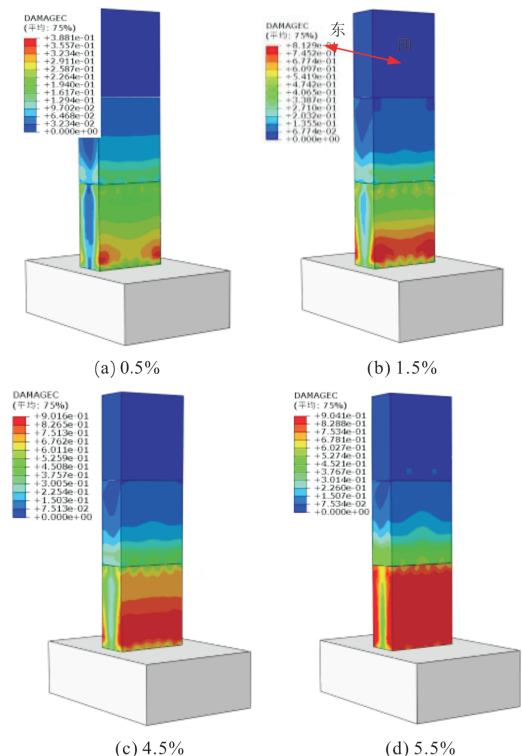 DAMAGEC
(平均: 75%)
+3.881e-01
+3.557e-01
+3.234e-01
+2.911e-01
+2.587e-01
+2.264e-01
+1.940e-01
+1.617e-01
+1.294e-01
+9.702e-02
+6.468e-02
+3.234e-02
+0.000e+00
(a) 0.5%
DAMAGEC
(平均: 75%)
+8.129e-01
+7.452e-01
+6.774e-01
+6.097e-01
+5.419e-01
+4.742e-01
+4.065e-01
+3.387e-01
+2.710e-01
+2.032e-01
+1.355e-01
+6.774e-02
+0.000e+00
东
(b) 1.5%
DAMAGEC
(平均: 75%)
+9.016e-01
+8.265e-01
+7.513e-01
+6.762e-01
+6.011e-01
+5.259e-01
+4.508e-01
+3.757e-01
+3.005e-01
+2.254e-01
+1.503e-01
+7.513e-02
+0.000e+00
(c) 4.5%
DAMAGEC
(平均: 75%)
+9.041e-01
+8.288e-01
+7.534e-01
+6.781e-01
+6.027e-01
+5.274e-01
+4.521e-01
+3.767e-01
+3.014e-01
+2.260e-01
+1.507e-01
+7.534e-02
+0.000e+00
(d) 5.5%